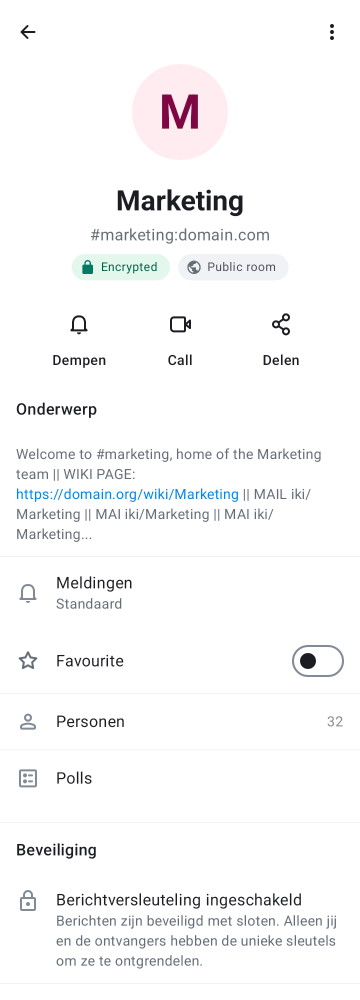 M
Marketing
#marketing:domain.com
Encrypted
Public room
Dempen
Call
Delen
Onderwerp
Welcome to #marketing, home of the Marketing
team || WIKI PAGE:
https://domain.org/wiki/Marketing || MAIL iki/
Marketing || MAI iki/Marketing || MAI iki/
Marketing...
Meldingen
Standaard
Favourite
Personen 32
Polls
Beveiliging
Berichtversleuteling ingeschakeld
Berichten zijn beveiligd met sloten. Alleen jij
en de ontvangers hebben de unieke sleutels
om ze te ontgrendelen.